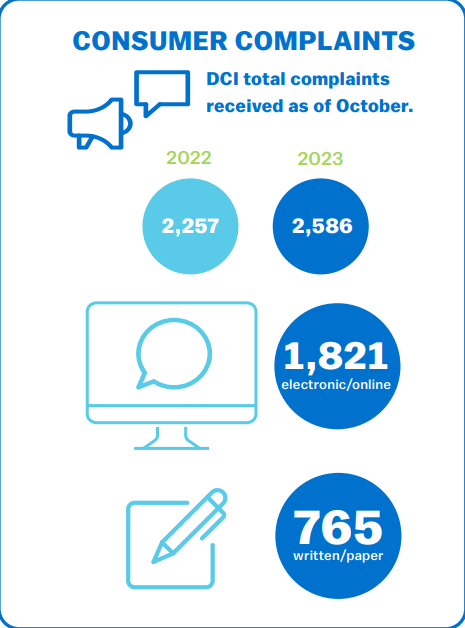 CONSUMER COMPLAINTS
DCI total complaints
received as of October.
2022
2023
2,257
2,586
1,821
electronic/online
765
written/paper